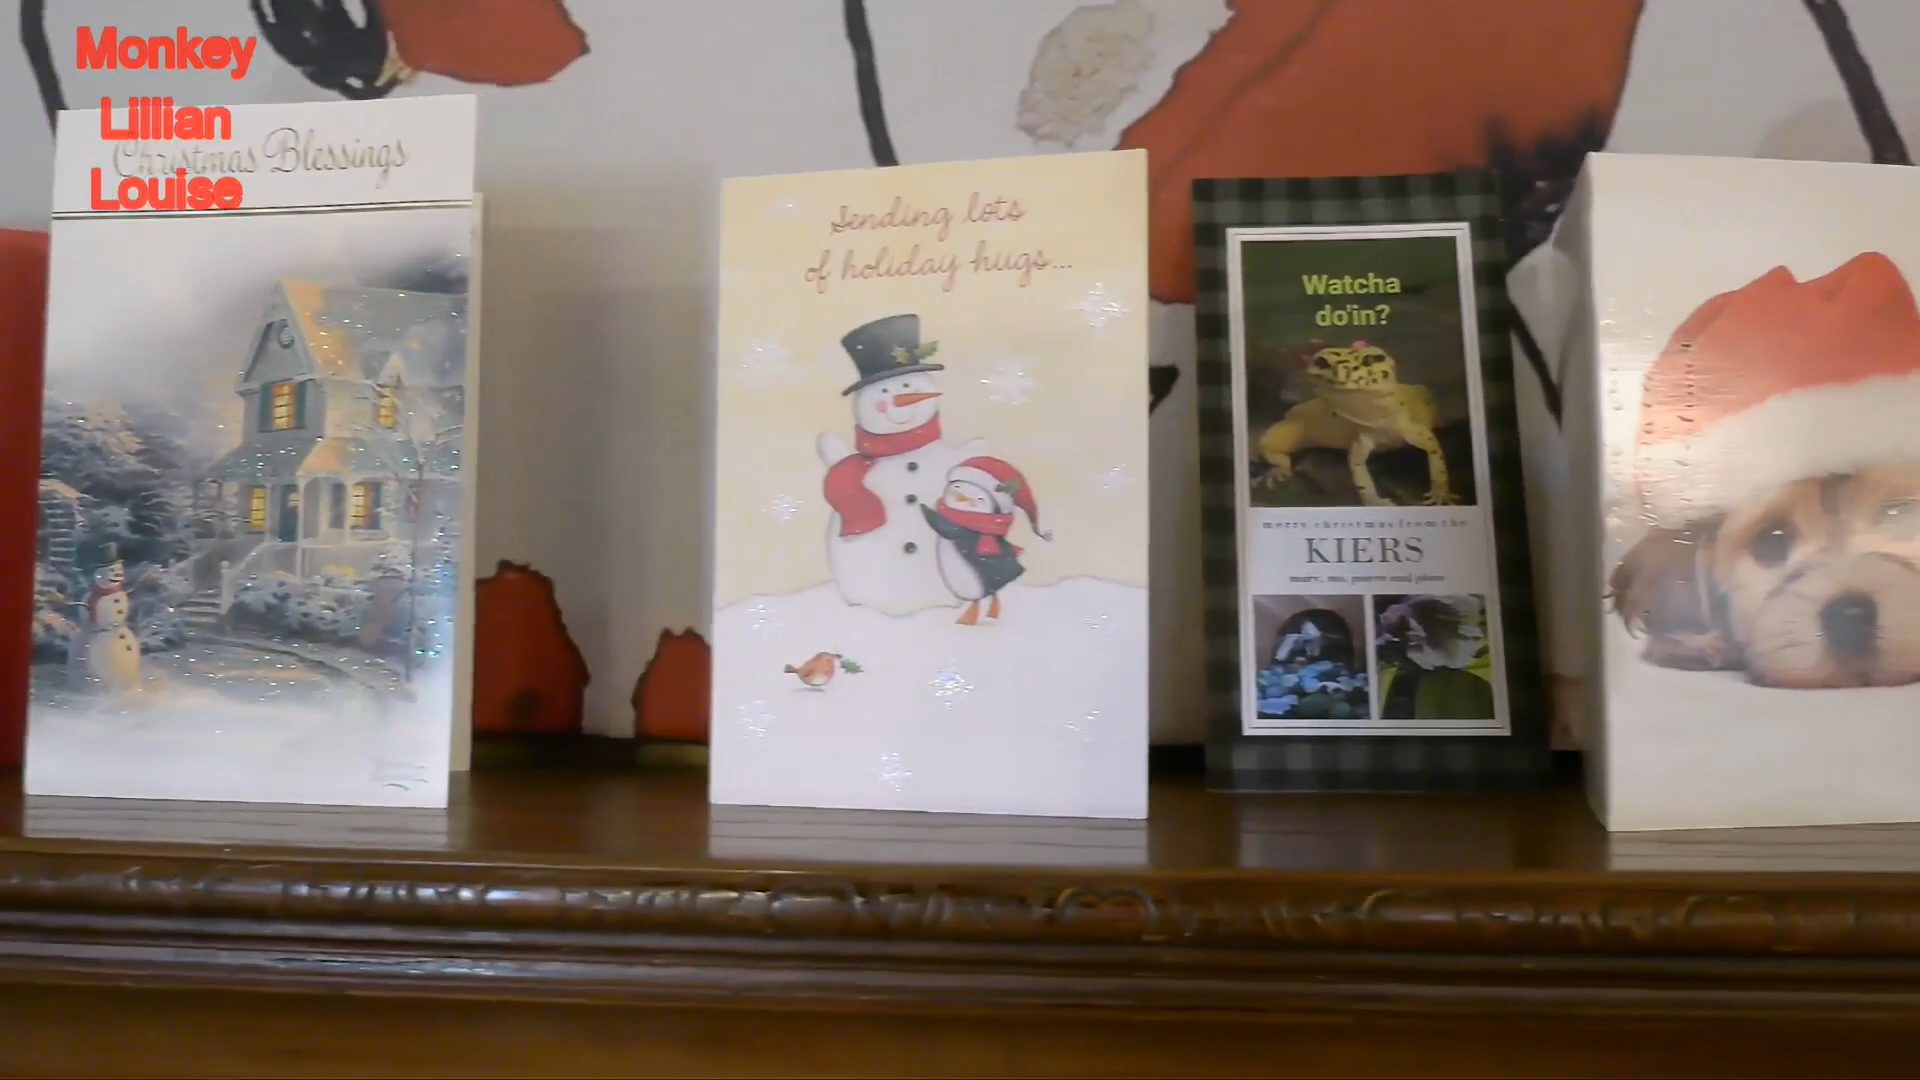 Monkey
Lillian
Louise
Christmas Blessings
Sending lots
of holiday hugs...
Watcha
do'in?
merry christmas from the
KIERS